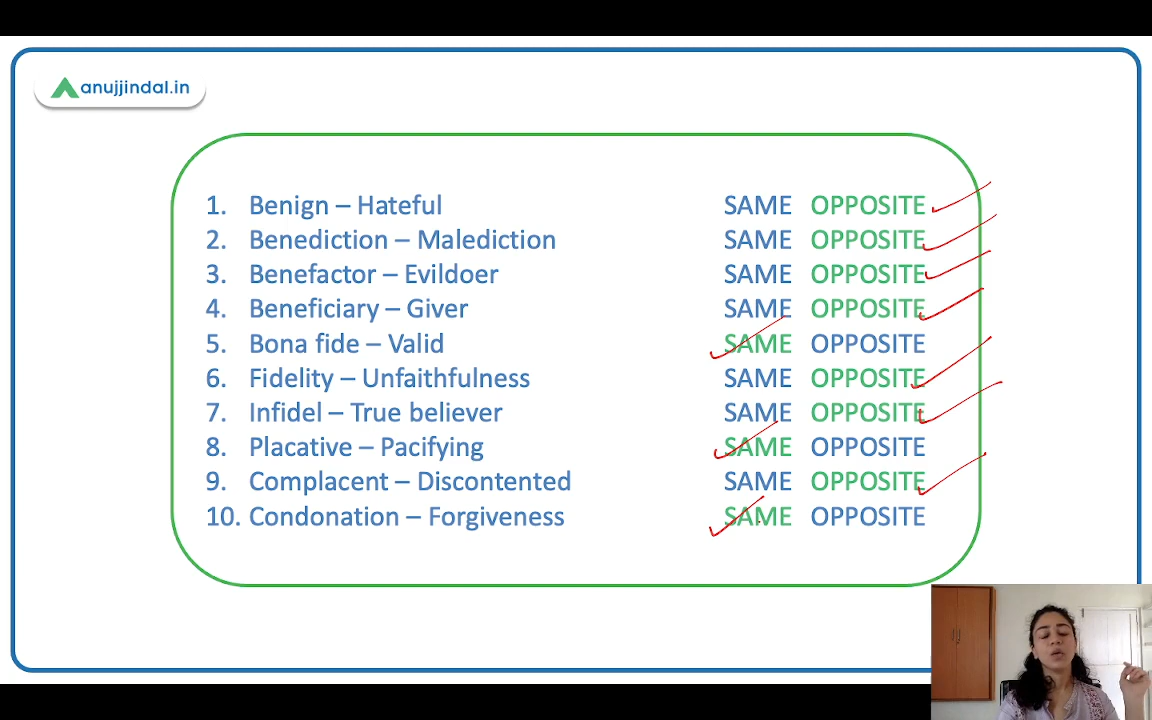 anujjindal.in
1. Benign – Hateful SAME OPPOSITE
2. Benediction – Malediction SAME OPPOSITE
3. Benefactor – Evildoer SAME OPPOSITE
4. Beneficiary – Giver SAME OPPOSITE
5. Bona fide – Valid SAME OPPOSITE
6. Fidelity – Unfaithfulness SAME OPPOSITE
7. Infidel – True believer SAME OPPOSITE
8. Placative – Pacifying SAME OPPOSITE
9. Complacent – Discontented SAME OPPOSITE
10. Condonation – Forgiveness SAME OPPOSITE